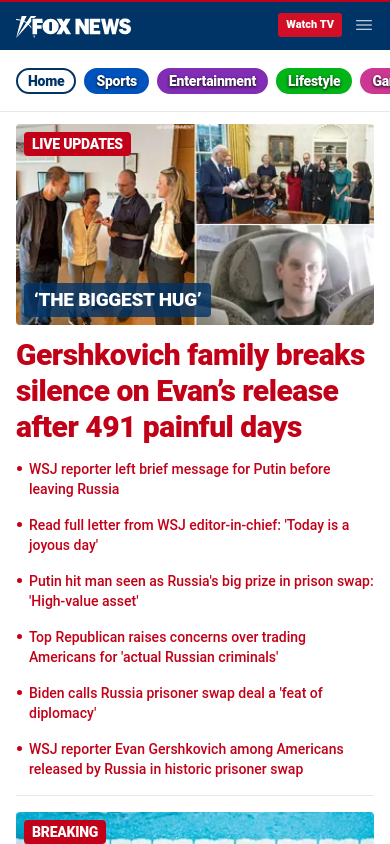 FOX NEWS
Watch TV
Home
Sports
Entertainment
Lifestyle
LIVE UPDATES
‘THE BIGGEST HUG’
Gershkovich family breaks
silence on Evan’s release
after 491 painful days
• WSJ reporter left brief message for Putin before
leaving Russia
• Read full letter from WSJ editor-in-chief: 'Today is a
joyous day'
• Putin hit man seen as Russia's big prize in prison swap:
'High-value asset'
• Top Republican raises concerns over trading
Americans for 'actual Russian criminals'
• Biden calls Russia prisoner swap deal a 'feat of
diplomacy'
• WSJ reporter Evan Gershkovich among Americans
released by Russia in historic prisoner swap
BREAKING